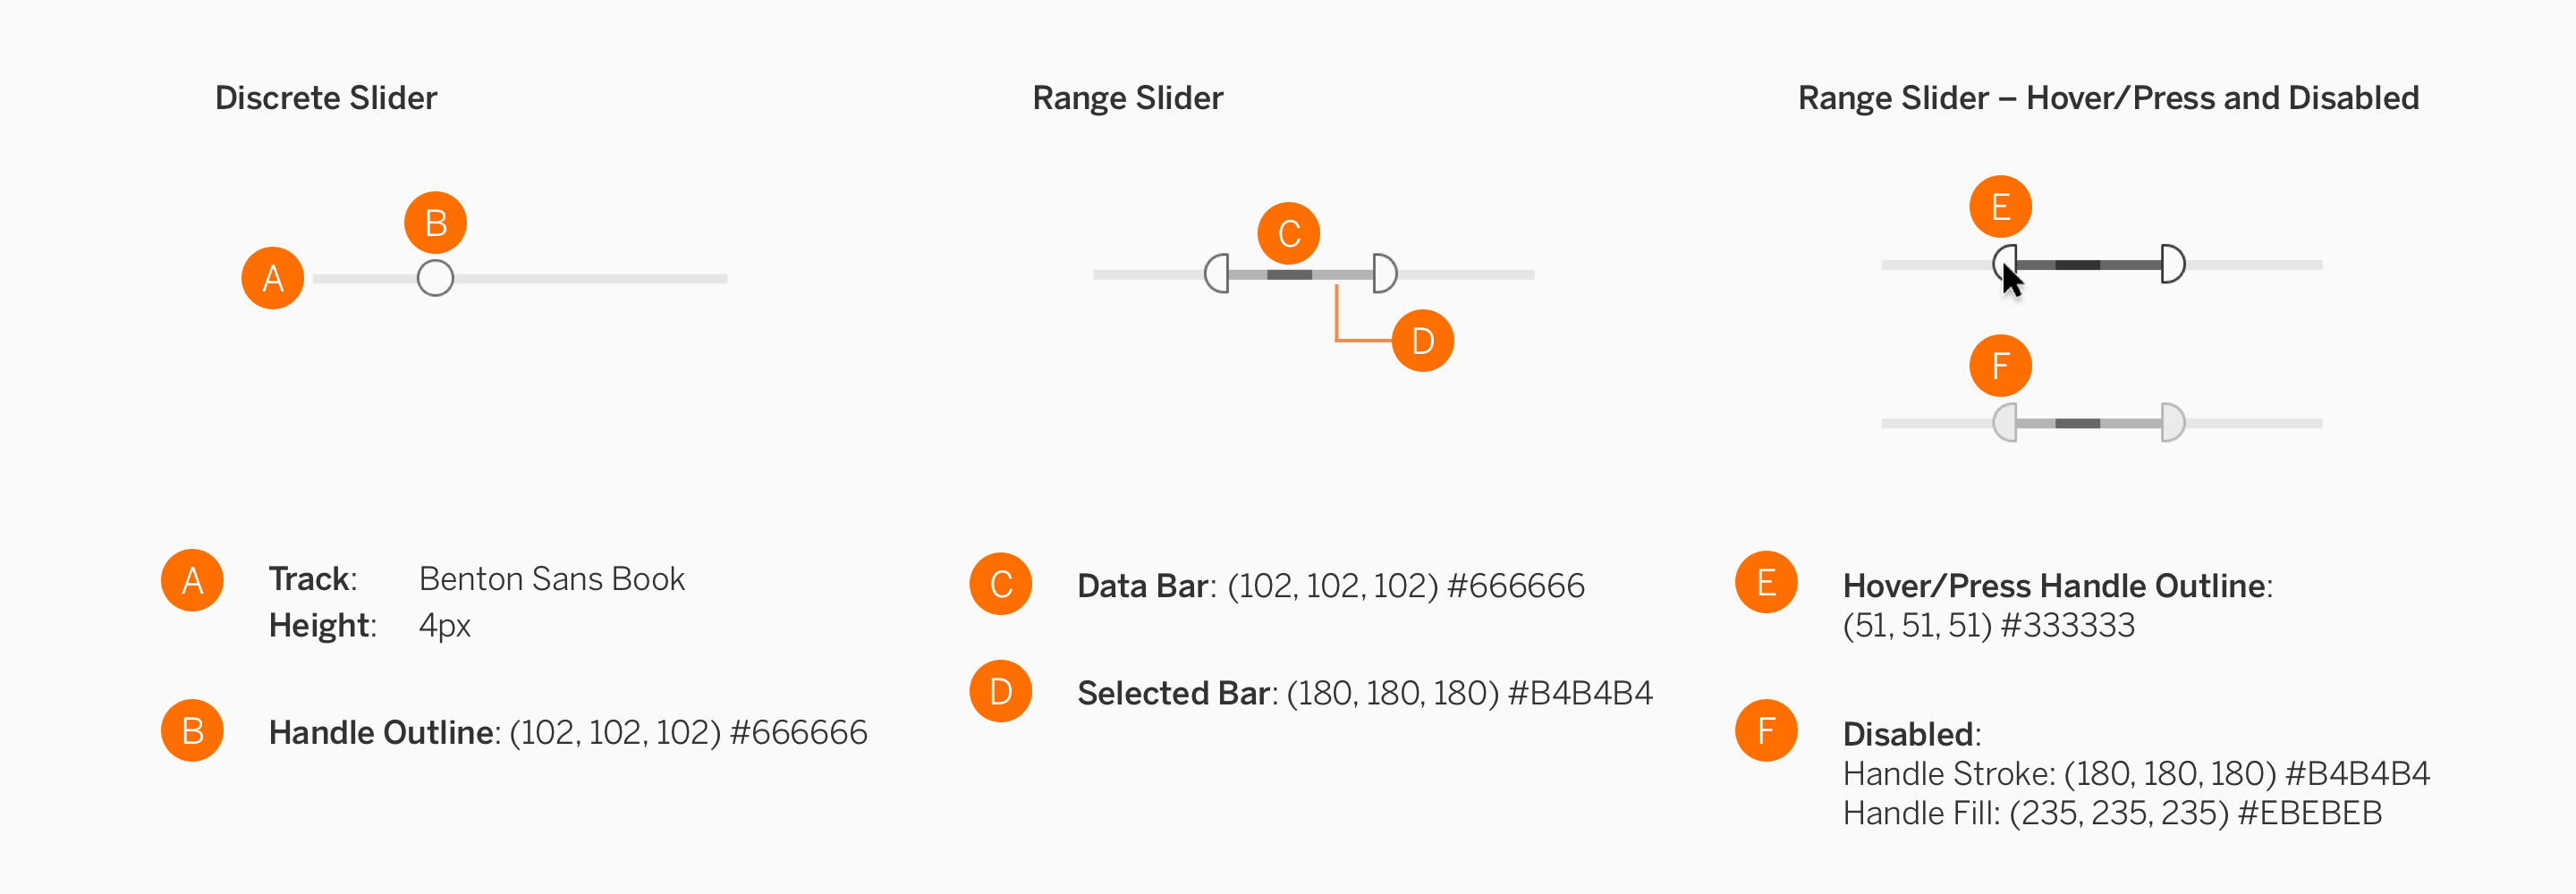 Discrete Slider
Range Slider
Range Slider – Hover/Press and Disabled
B
A
C
D
E
F
A
Track: Benton Sans Book
Height: 4px
B
Handle Outline: (102, 102, 102) #666666
C
Data Bar: (102, 102, 102) #666666
D
Selected Bar: (180, 180, 180) #B4B4B4
E
Hover/Press Handle Outline:
(51, 51, 51) #333333
F
Disabled:
Handle Stroke: (180, 180, 180) #B4B4B4
Handle Fill: (235, 235, 235) #EBEBEB